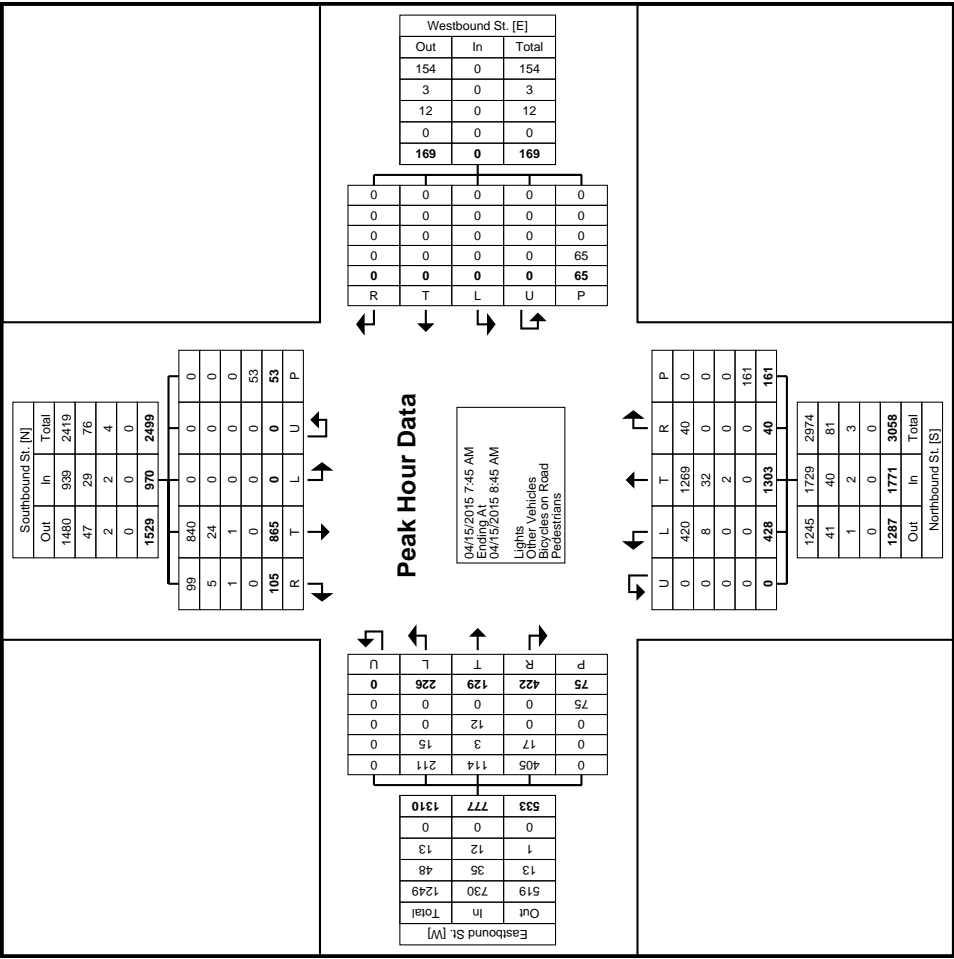 Westbound St. [E]
Out In Total
154 0 154
3 0 3
12 0 12
0 0 0
169 0 169
0 0 0 0 0
0 0 0 0 0
0 0 0 0 0
0 0 0 0 65
0 0 0 0 65
R T L U P
Southbound St. [N]
Out In Total
1480 939 2419
47 29 76
2 2 4
0 0 0
1529 970 2499
99 840 0 0 0
5 24 0 0 0
1 1 0 0 0
0 0 0 0 53
105 865 0 0 53
R T L U P
Peak Hour Data
04/15/2015 7:45 AM
Ending At
04/15/2015 8:45 AM
Lights
Other Vehicles
Bicycles on Road
Pedestrians
U L T R P
0 420 1269 40 0
0 8 32 0 0
0 0 2 0 0
0 0 0 0 161
0 428 1303 40 161
1245 1729 2974
41 40 81
1 2 3
0 0 0
1287 1771 3058
Out In Total
Northbound St. [S]
Eastbound St. [W]
Out In Total
519 730 1249
13 35 48
1 12 13
0 0 0
533 777 1310
0 405 114 211 0
0 17 3 15 0
0 0 12 0 0
75 0 0 0 0
75 422 129 226 0
P R T L U